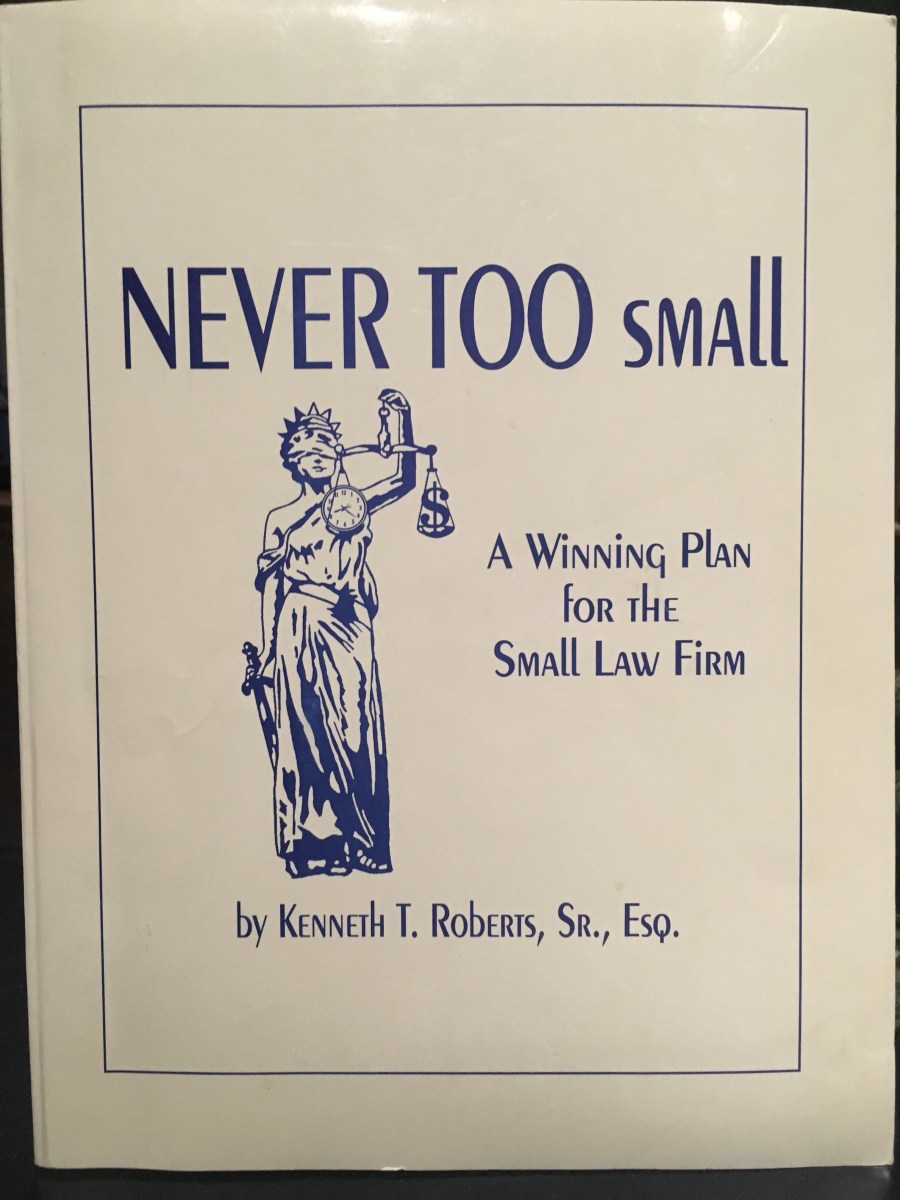 NEVER TOO small
$
A Winning Plan
for the
Small Law Firm
by Kenneth T. Roberts, Sr., Esq.